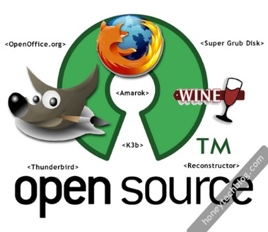 <OpenOffice.org>
<Super Grub Disk>
<Amarok>
WINE
<K3b>
TM
<Thunderbird>
<Reconstructor>
open source